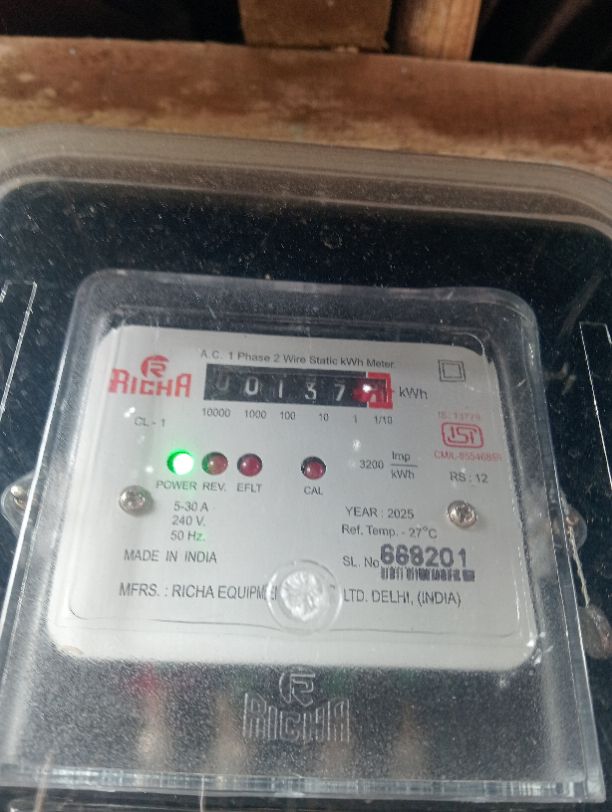 A.C. 1 Phase 2 Wire Static kWh Meter
RICHA
00137 kWh
10000 1000 100 10 1 1/10
CL - 1
IS : 13779
ISI
3200 Imp/kWh
RS : 12
POWER REV. EFLT CAL
5-30 A
240 V.
50 Hz.
YEAR : 2025
Ref. Temp. - 27°C
MADE IN INDIA
SL. No 668201
MFRS. : RICHA LTD. DELHI, (INDIA)
RICHA